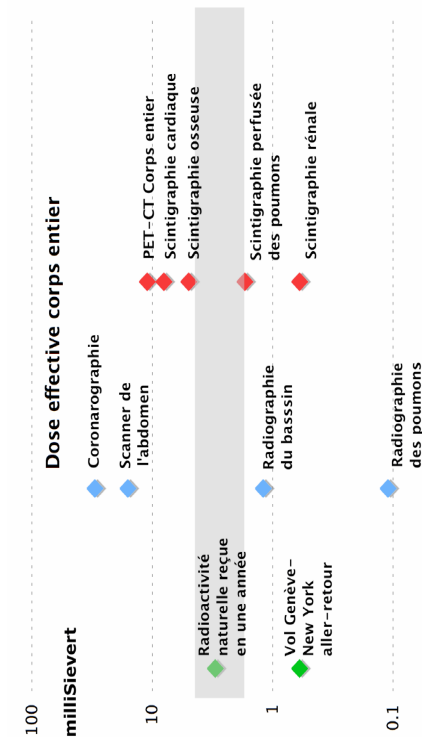 Dose effective corps entier
milliSievert
100
10
1
0.1
Radioactivité
naturelle reçue
en une année
Vol Genève-
New York
aller-retour
Coronarographie
Scanner de
l'abdomen
Radiographie
du basssin
Radiographie
des poumons
PET-CT Corps entier
Scintigraphie cardiaque
Scintigraphie osseuse
Scintigraphie perfusée
des poumons
Scintigraphie rénale